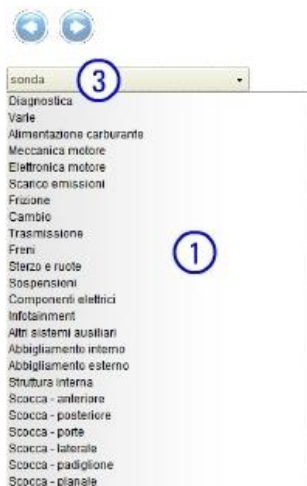 sonda
3
Diagnostica
Varie
Alimentazione carburante
Meccanica motore
Elettronica motore
Scarico emissioni
Frizione
Cambio
Trasmissione
1
Freni
Sterzo e ruote
Sospensioni
Componenti elettrici
Infotainment
Altri sistemi ausiliari
Abbigliamento interno
Abbigliamento esterno
Struttura interna
Scocca - anteriore
Scocca - posteriore
Scocca - porte
Scocca - laterale
Scocca - padiglione
Scocca - planale